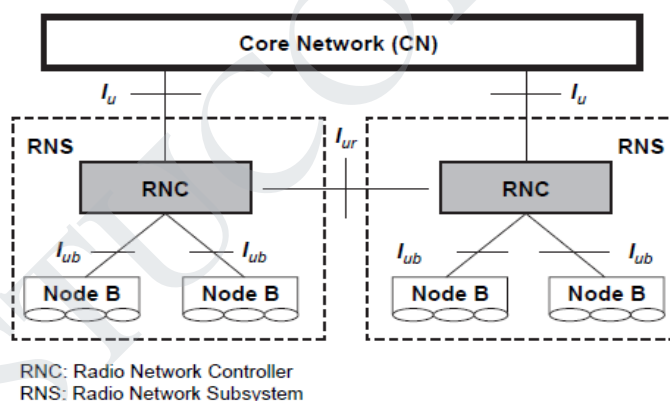 Core Network (CN)
Iu
Iu
RNS
Iur
RNS
RNC
RNC
Iub
Iub
Iub
Iub
Node B
Node B
Node B
Node B
RNC: Radio Network Controller
RNS: Radio Network Subsystem